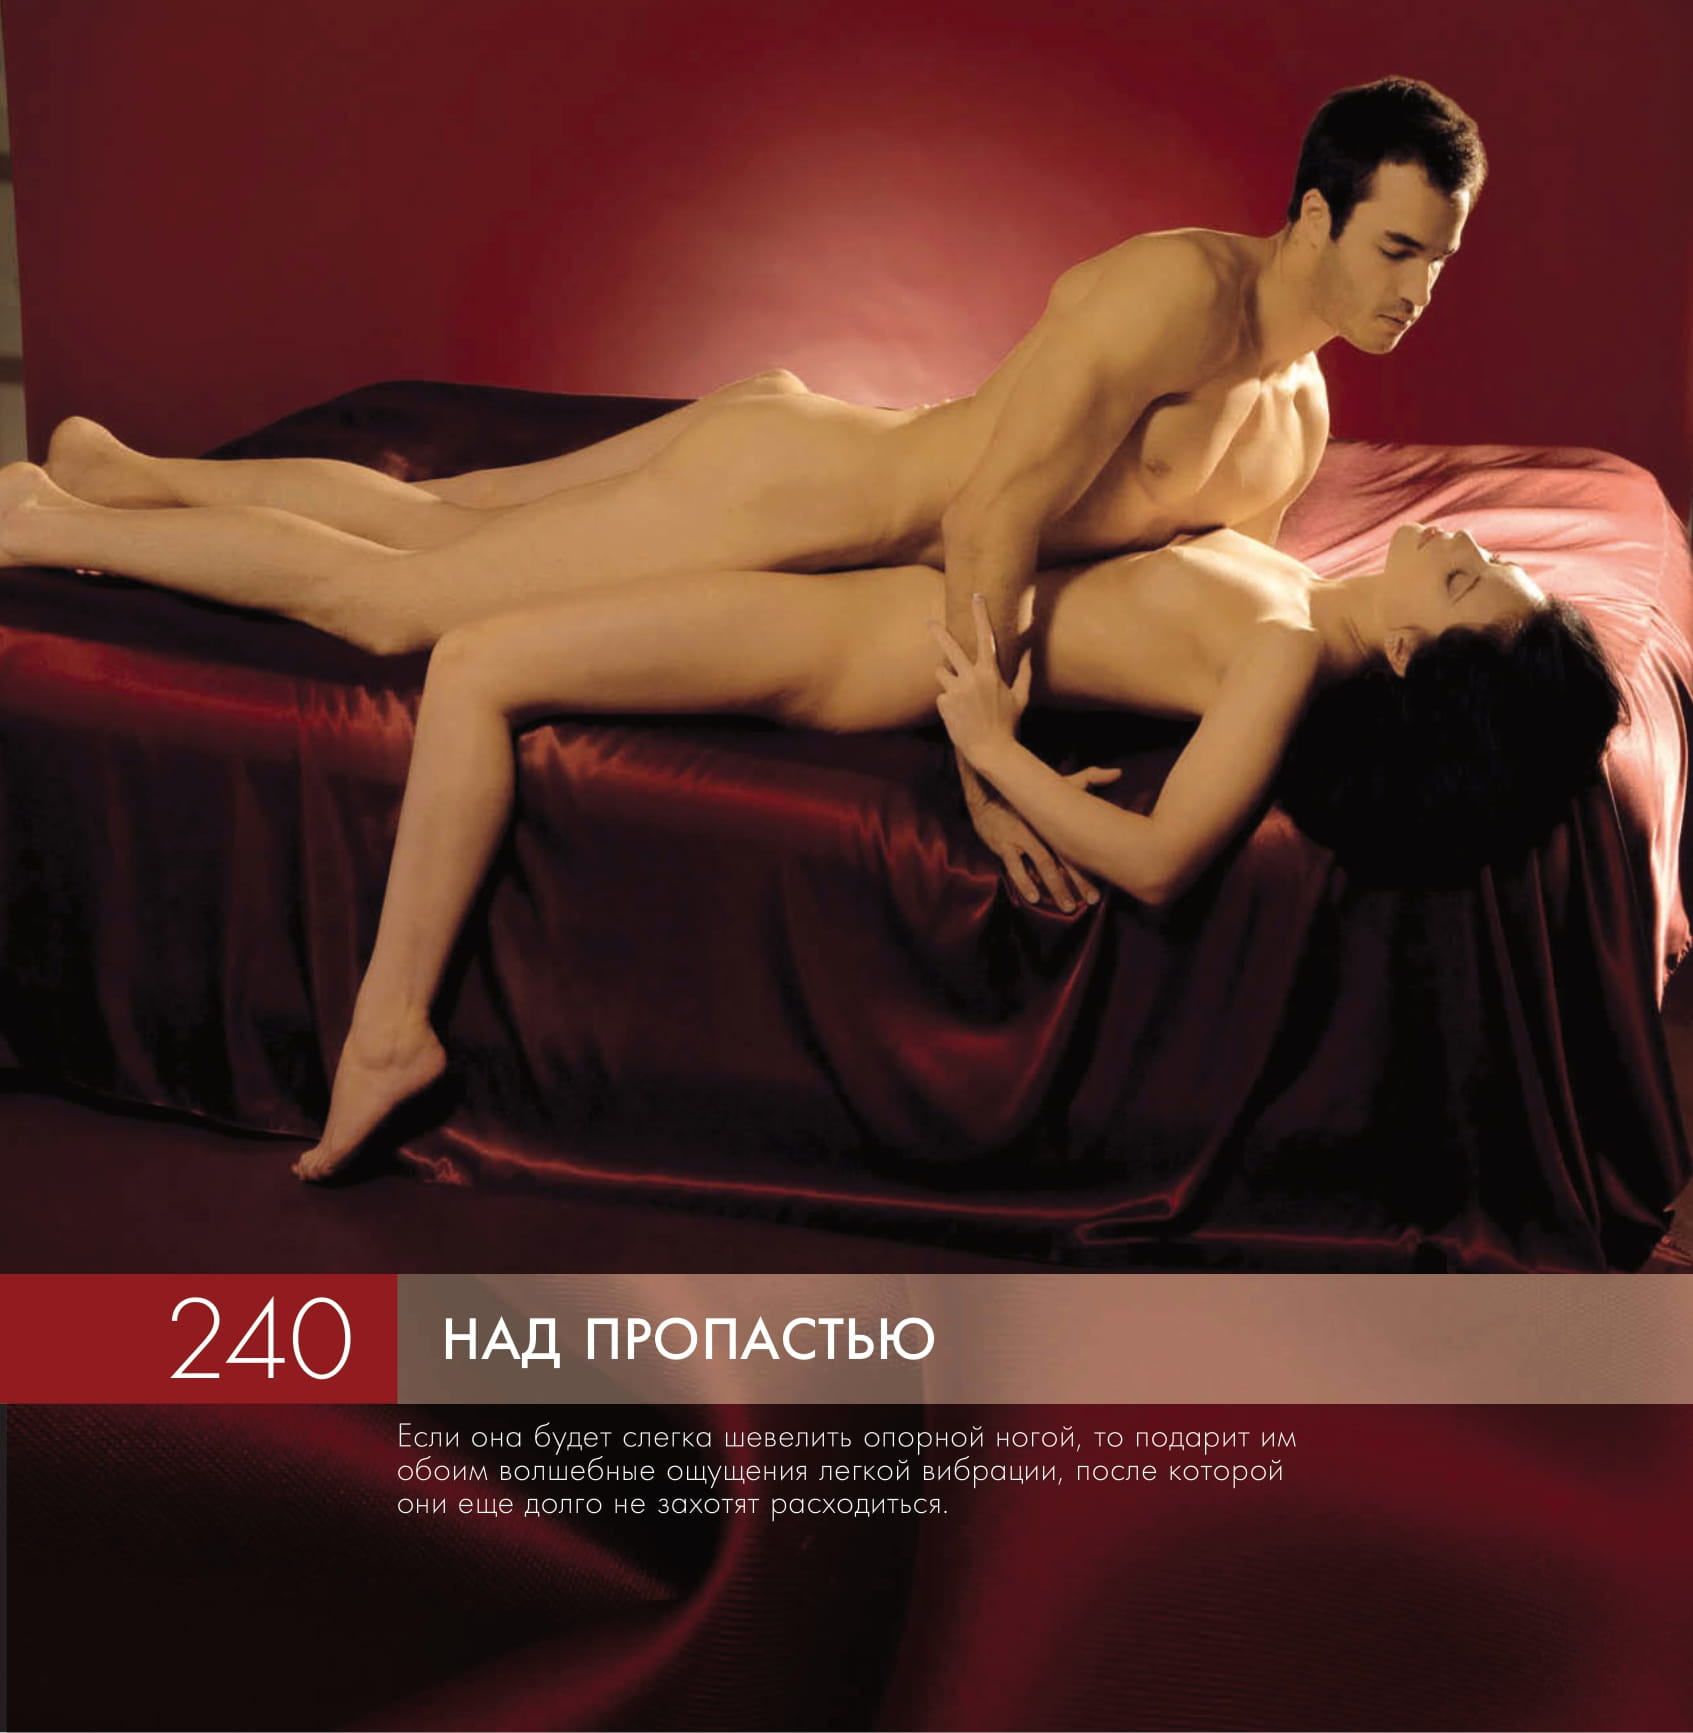 240
НАД ПРОПАСТЬЮ
Если она будет слегка шевелить опорной ногой, то подарит им
обоим волшебные ощущения легкой вибрации, после которой
они еще долго не захотят расходиться.